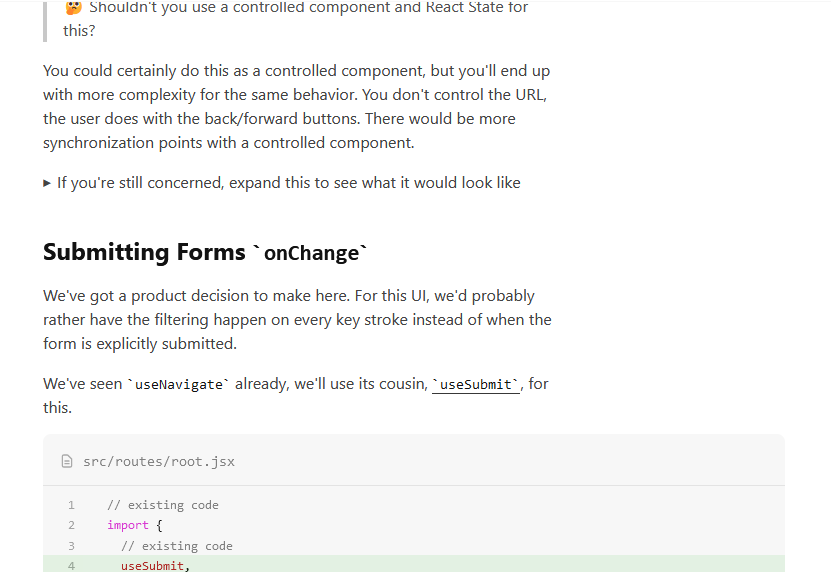 🤔 Shouldn't you use a controlled component and React State for
this?
You could certainly do this as a controlled component, but you'll end up
with more complexity for the same behavior. You don't control the URL,
the user does with the back/forward buttons. There would be more
synchronization points with a controlled component.
▸ If you're still concerned, expand this to see what it would look like
Submitting Forms `onChange`
We've got a product decision to make here. For this UI, we'd probably
rather have the filtering happen on every key stroke instead of when the
form is explicitly submitted.
We've seen `useNavigate` already, we'll use its cousin, `useSubmit`, for
this.
src/routes/root.jsx
1 // existing code
2 import {
3 // existing code
4 useSubmit,